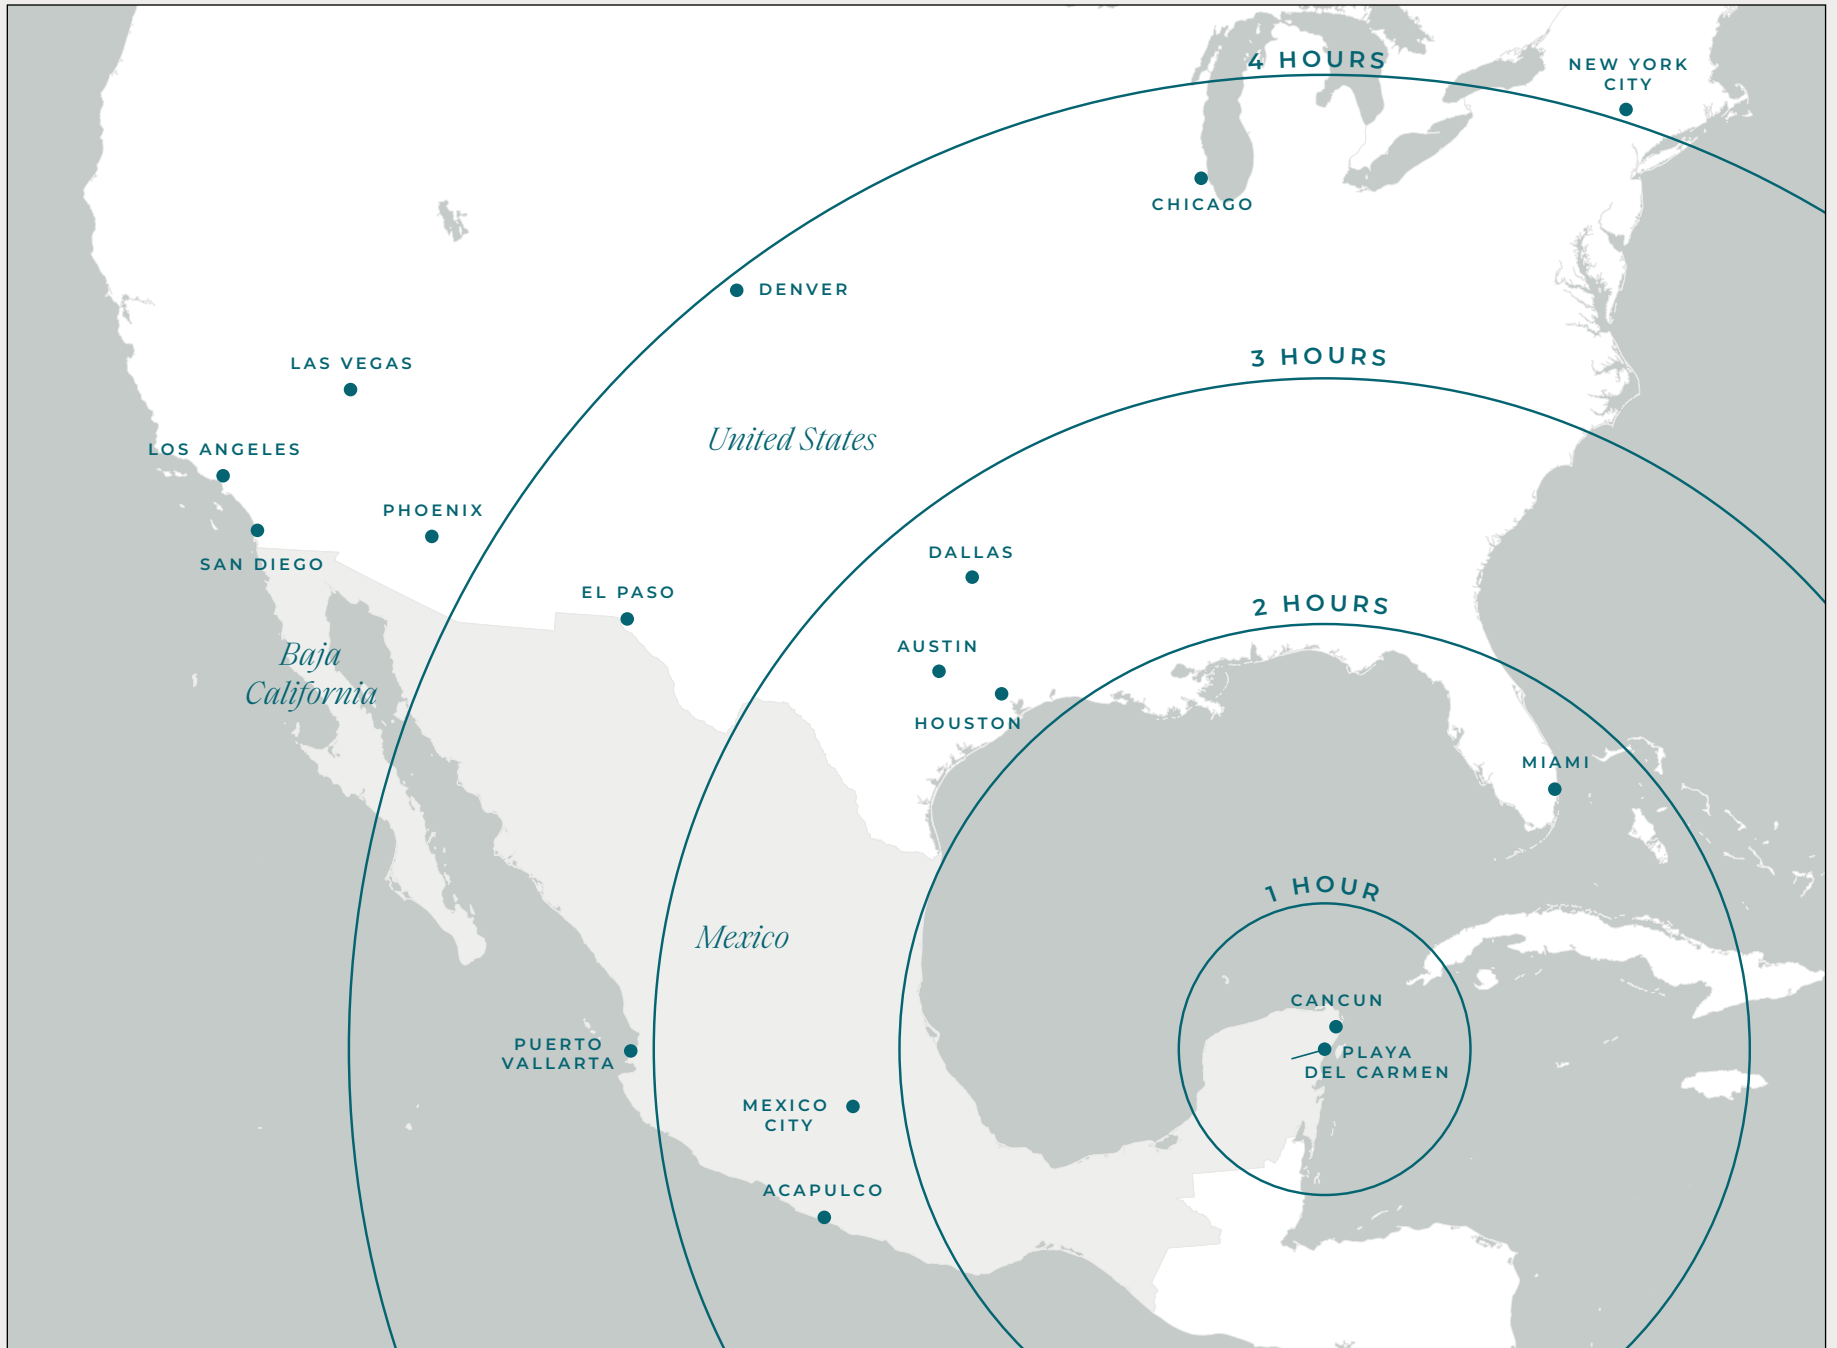 4 HOURS
NEW YORK
CITY
CHICAGO
DENVER
LAS VEGAS
3 HOURS
United States
LOS ANGELES
PHOENIX
SAN DIEGO
DALLAS
EL PASO
2 HOURS
AUSTIN
Baja
California
HOUSTON
MIAMI
1 HOUR
Mexico
CANCUN
PUERTO
VALLARTA
PLAYA
DEL CARMEN
MEXICO
CITY
ACAPULCO